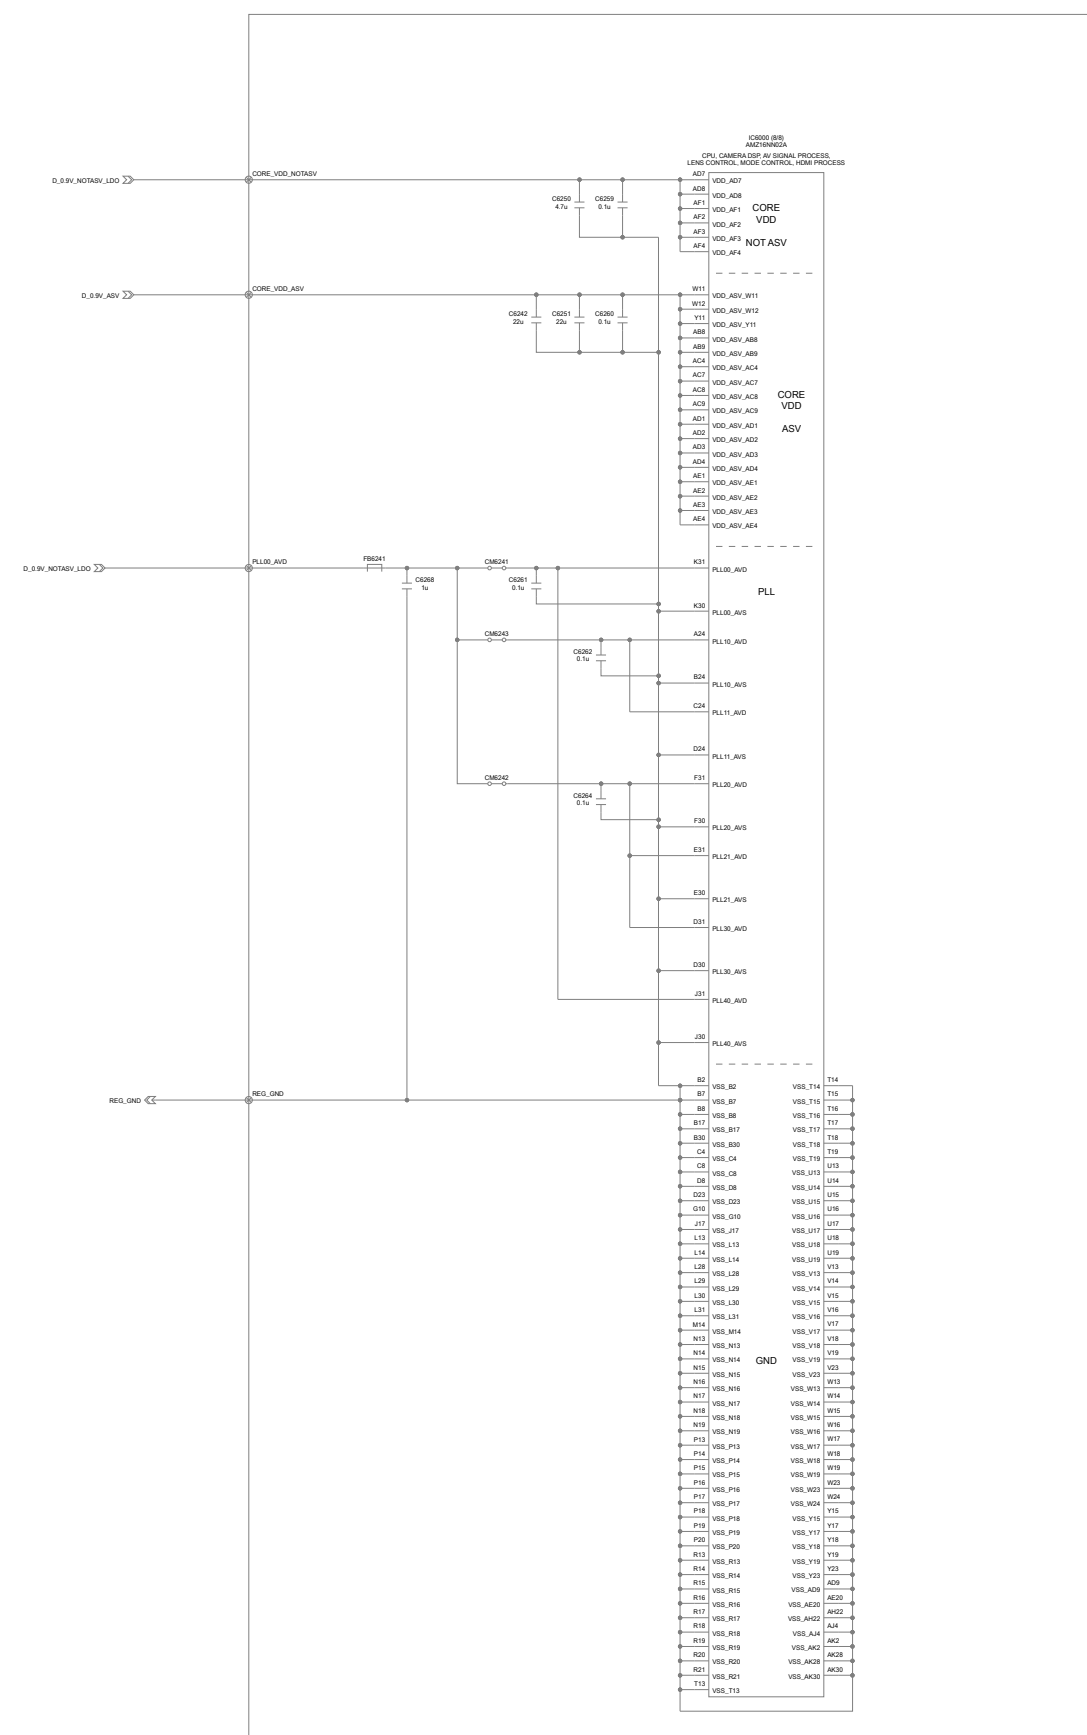 IC6000 (8/8)
AMZ16NN02A
CPU, CAMERA DSP, AV SIGNAL PROCESS,
LENS CONTROL, MODE CONTROL, HDMI PROCESS
D_0.9V_NOTASV_LDO
CORE_VDD_NOTASV
C6250
4.7u
C6259
0.1u
AD7
VDD_AD7
AD8
VDD_AD8
AF1
VDD_AF1
AF2
VDD_AF2
AF3
VDD_AF3
AF4
VDD_AF4
CORE
VDD
NOT ASV
D_0.9V_ASV
CORE_VDD_ASV
C6242
22u
C6251
22u
C6260
0.1u
W11
VDD_ASV_W11
W12
VDD_ASV_W12
Y11
VDD_ASV_Y11
AB8
VDD_ASV_AB8
AB9
VDD_ASV_AB9
AC4
VDD_ASV_AC4
AC7
VDD_ASV_AC7
AC8
VDD_ASV_AC8
AC9
VDD_ASV_AC9
AD1
VDD_ASV_AD1
AD2
VDD_ASV_AD2
AD3
VDD_ASV_AD3
AD4
VDD_ASV_AD4
AE1
VDD_ASV_AE1
AE2
VDD_ASV_AE2
AE3
VDD_ASV_AE3
AE4
VDD_ASV_AE4
CORE
VDD
ASV
D_0.9V_NOTASV_LDO
PLL00_AVD
FB6241
C6268
1u
CM6241
C6261
0.1u
K31
PLL00_AVD
PLL
K30
PLL00_AVS
CM6243
C6262
0.1u
A24
PLL10_AVD
B24
PLL10_AVS
C24
PLL11_AVD
D24
PLL11_AVS
CM6242
C6264
0.1u
F31
PLL20_AVD
F30
PLL20_AVS
E31
PLL21_AVD
E30
PLL21_AVS
D31
PLL30_AVD
D30
PLL30_AVS
J31
PLL40_AVD
J30
PLL40_AVS
REG_GND
REG_GND
B2
VSS_B2
B7
VSS_B7
B8
VSS_B8
B17
VSS_B17
B30
VSS_B30
C4
VSS_C4
C8
VSS_C8
D8
VSS_D8
D23
VSS_D23
G10
VSS_G10
J17
VSS_J17
L13
VSS_L13
L14
VSS_L14
L28
VSS_L28
L29
VSS_L29
L30
VSS_L30
L31
VSS_L31
M14
VSS_M14
N13
VSS_N13
N14
VSS_N14
N15
VSS_N15
N16
VSS_N16
N17
VSS_N17
N18
VSS_N18
N19
VSS_N19
P13
VSS_P13
P14
VSS_P14
P15
VSS_P15
P16
VSS_P16
P17
VSS_P17
P18
VSS_P18
P19
VSS_P19
P20
VSS_P20
R13
VSS_R13
R14
VSS_R14
R15
VSS_R15
R16
VSS_R16
R17
VSS_R17
R18
VSS_R18
R19
VSS_R19
R20
VSS_R20
R21
VSS_R21
T13
VSS_T13
GND
T14
VSS_T14
T15
VSS_T15
T16
VSS_T16
T17
VSS_T17
T18
VSS_T18
T19
VSS_T19
U13
VSS_U13
U14
VSS_U14
U15
VSS_U15
U16
VSS_U16
U17
VSS_U17
U18
VSS_U18
U19
VSS_U19
V13
VSS_V13
V14
VSS_V14
V15
VSS_V15
V16
VSS_V16
V17
VSS_V17
V18
VSS_V18
V19
VSS_V19
V23
VSS_V23
W13
VSS_W13
W14
VSS_W14
W15
VSS_W15
W16
VSS_W16
W17
VSS_W17
W18
VSS_W18
W19
VSS_W19
W23
VSS_W23
W24
VSS_W24
Y15
VSS_Y15
Y17
VSS_Y17
Y18
VSS_Y18
Y19
VSS_Y19
Y23
VSS_Y23
AD9
VSS_AD9
AE20
VSS_AE20
AH22
VSS_AH22
AJ4
VSS_AJ4
AK2
VSS_AK2
AK28
VSS_AK28
AK30
VSS_AK30